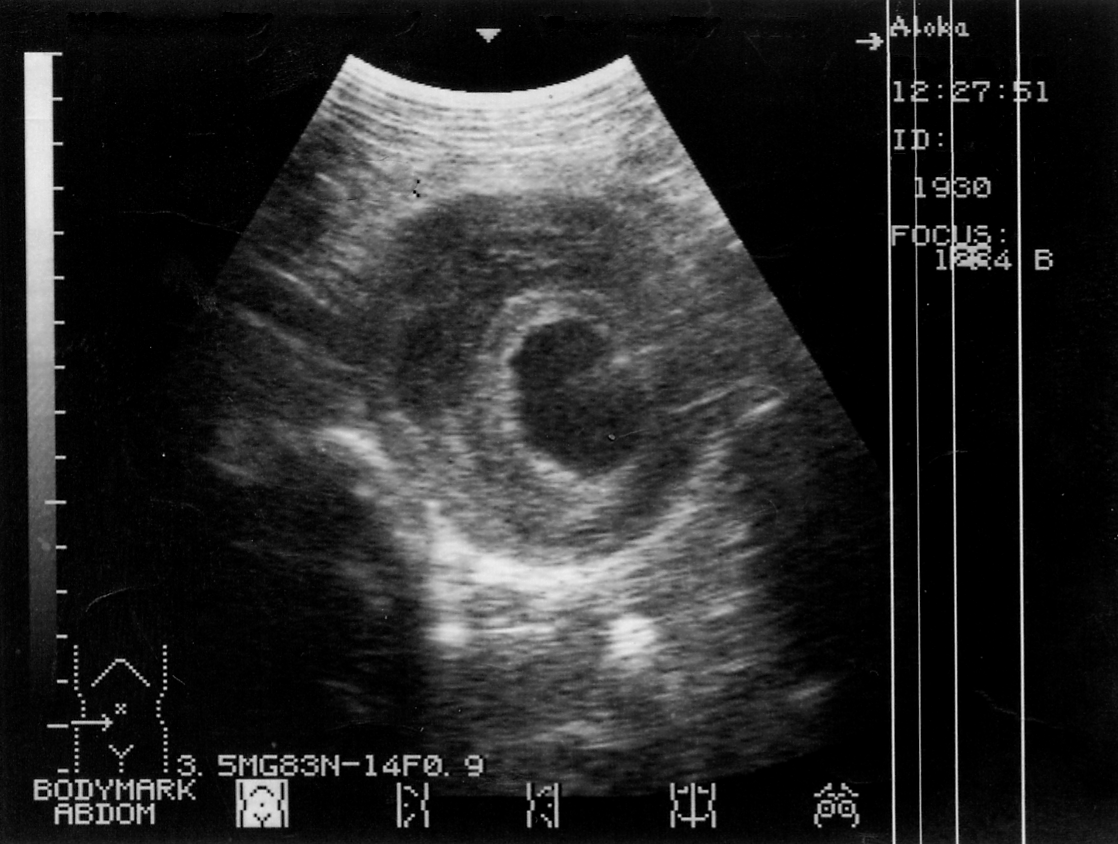 Aloka
12:27:51
ID:
1930
FOCUS:
B
3.5MG83N-14F0.9
BODYMARK
ABDOM